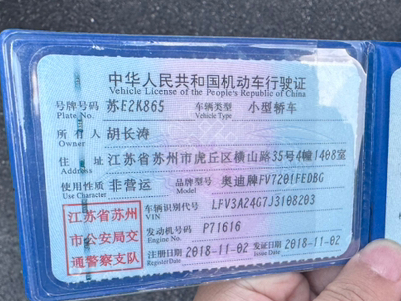 中华人民共和国机动车行驶证
Vehicle License of the People's Republic of China
号牌号码 苏E2K865 车辆类型 小型轿车
Plate No. Vehicle Type
所有人 胡长涛
Owner
住址 江苏省苏州市虎丘区横山路35号4幢1408室
Address
使用性质 非营运 品牌型号 奥迪牌FV7201FEDBG
Use Character Model
江苏省苏州市公安局交通警察支队
车辆识别代号 LFV3A24G7J3108203
VIN
发动机号码 P71616
Engine No.
注册日期 2018-11-02 发证日期 2018-11-02
Register Date Issue Date